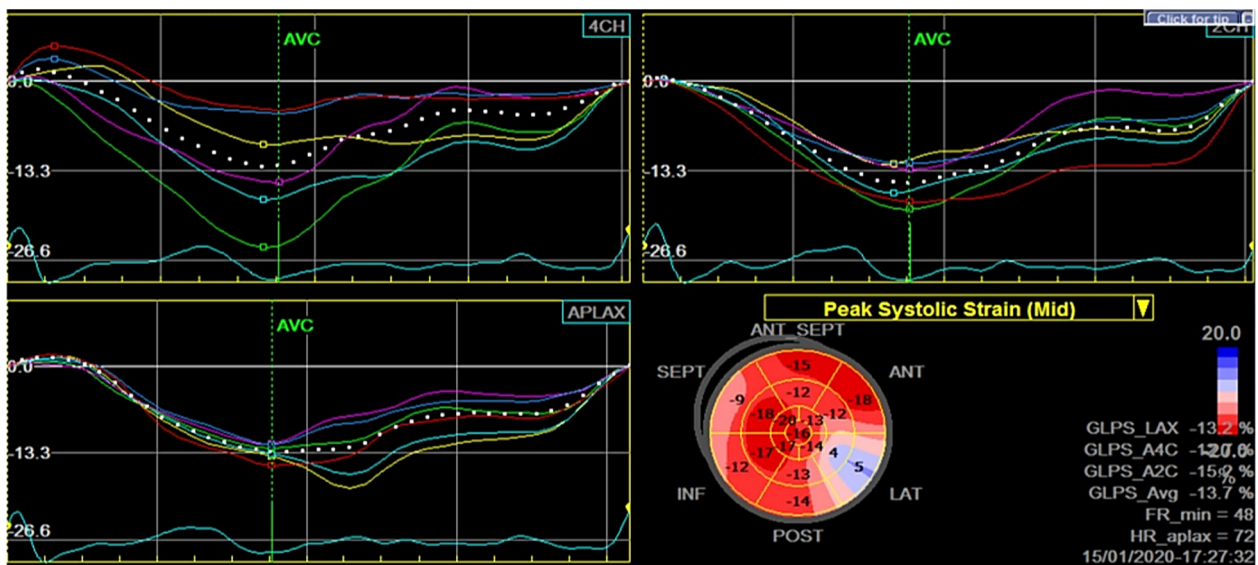 Click for tip
4CH
AVC
0.0
-13.3
-26.6
2CH
AVC
-13.3
-26.6
APLAX
AVC
0.0
-13.3
-26.6
Peak Systolic Strain (Mid)
ANT_SEPT
SEPT
ANT
INF
LAT
POST
-15
-9
-18
-12
-18
-12
-20
-13
-16
-17
-17
-14
4
5
-12
-13
-14
20.0
-20.0
%
GLPS_LAX -13.2 %
GLPS_A4C
GLPS_A2C -15.2 %
GLPS_Avg -13.7 %
FR_min = 48
HR_aplax = 72
15/01/2020-17:27:32